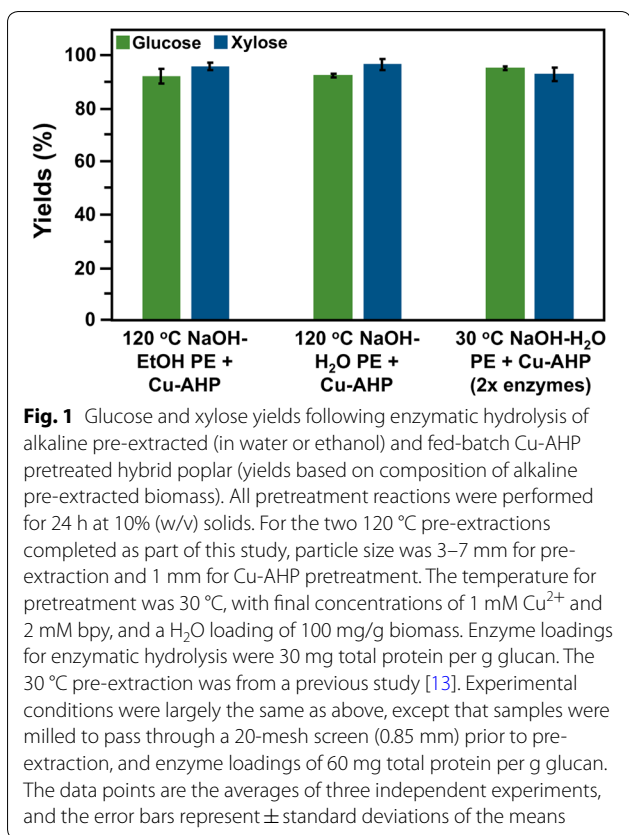 Glucose Xylose
100
80
60
40
20
0
Yields (%)
120 °C NaOH-
EtOH PE +
Cu-AHP
120 °C NaOH-
H₂O PE +
Cu-AHP
30 °C NaOH-H₂O
PE + Cu-AHP
(2x enzymes)
Fig. 1 Glucose and xylose yields following enzymatic hydrolysis of
alkaline pre-extracted (in water or ethanol) and fed-batch Cu-AHP
pretreated hybrid poplar (yields based on composition of alkaline
pre-extracted biomass). All pretreatment reactions were performed
for 24 h at 10% (w/v) solids. For the two 120 °C pre-extractions
completed as part of this study, particle size was 3–7 mm for pre-
extraction and 1 mm for Cu-AHP pretreatment. The temperature for
pretreatment was 30 °C, with final concentrations of 1 mM Cu²⁺ and
2 mM bpy, and a H₂O loading of 100 mg/g biomass. Enzyme loadings
for enzymatic hydrolysis were 30 mg total protein per g glucan. The
30 °C pre-extraction was from a previous study [13]. Experimental
conditions were largely the same as above, except that samples were
milled to pass through a 20-mesh screen (0.85 mm) prior to pre-
extraction, and enzyme loadings of 60 mg total protein per g glucan.
The data points are the averages of three independent experiments,
and the error bars represent ± standard deviations of the means